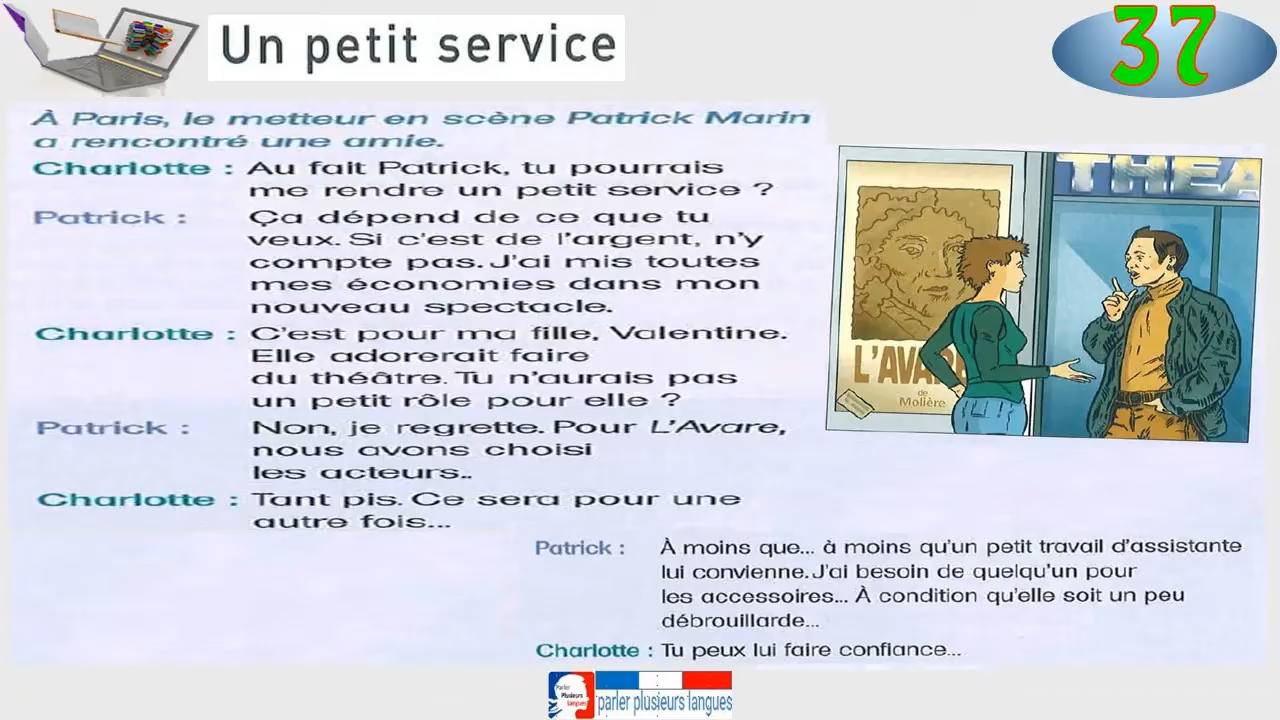 Un petit service
37
À Paris, le metteur en scène Patrick Marin
a rencontré une amie.
Charlotte : Au fait Patrick, tu pourrais
me rendre un petit service ?
Patrick : Ça dépend de ce que tu
veux. Si c'est de l'argent, n'y
compte pas. J'ai mis toutes
mes économies dans mon
nouveau spectacle.
Charlotte : C'est pour ma fille, Valentine.
Elle adorerait faire
du théâtre. Tu n'aurais pas
un petit rôle pour elle ?
Patrick : Non, je regrette. Pour L'Avare,
nous avons choisi
les acteurs..
Charlotte : Tant pis. Ce sera pour une
autre fois...
THEA
L'AVARE
de
Molière
Patrick : À moins que... à moins qu'un petit travail d'assistante
lui convienne. J'ai besoin de quelqu'un pour
les accessoires... À condition qu'elle soit un peu
débrouillarde...
Charlotte : Tu peux lui faire confiance...
Parler
Plusieurs
langues
parler plusieurs langues